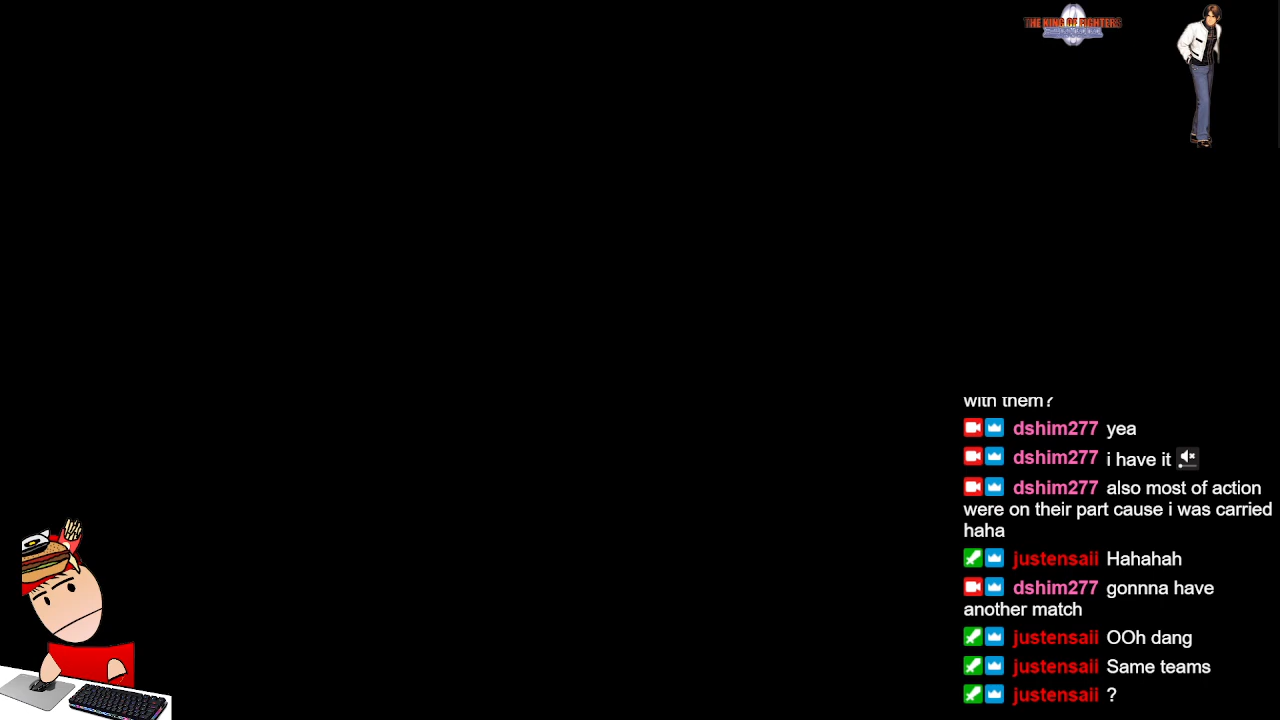 THE KING OF FIGHTERS
with them?
dshim277 yea
dshim277 i have it
dshim277 also most of action
were on their part cause i was carried
haha
justensaii Hahahah
dshim277 gonnna have
another match
justensaii OOh dang
justensaii Same teams
justensaii ?